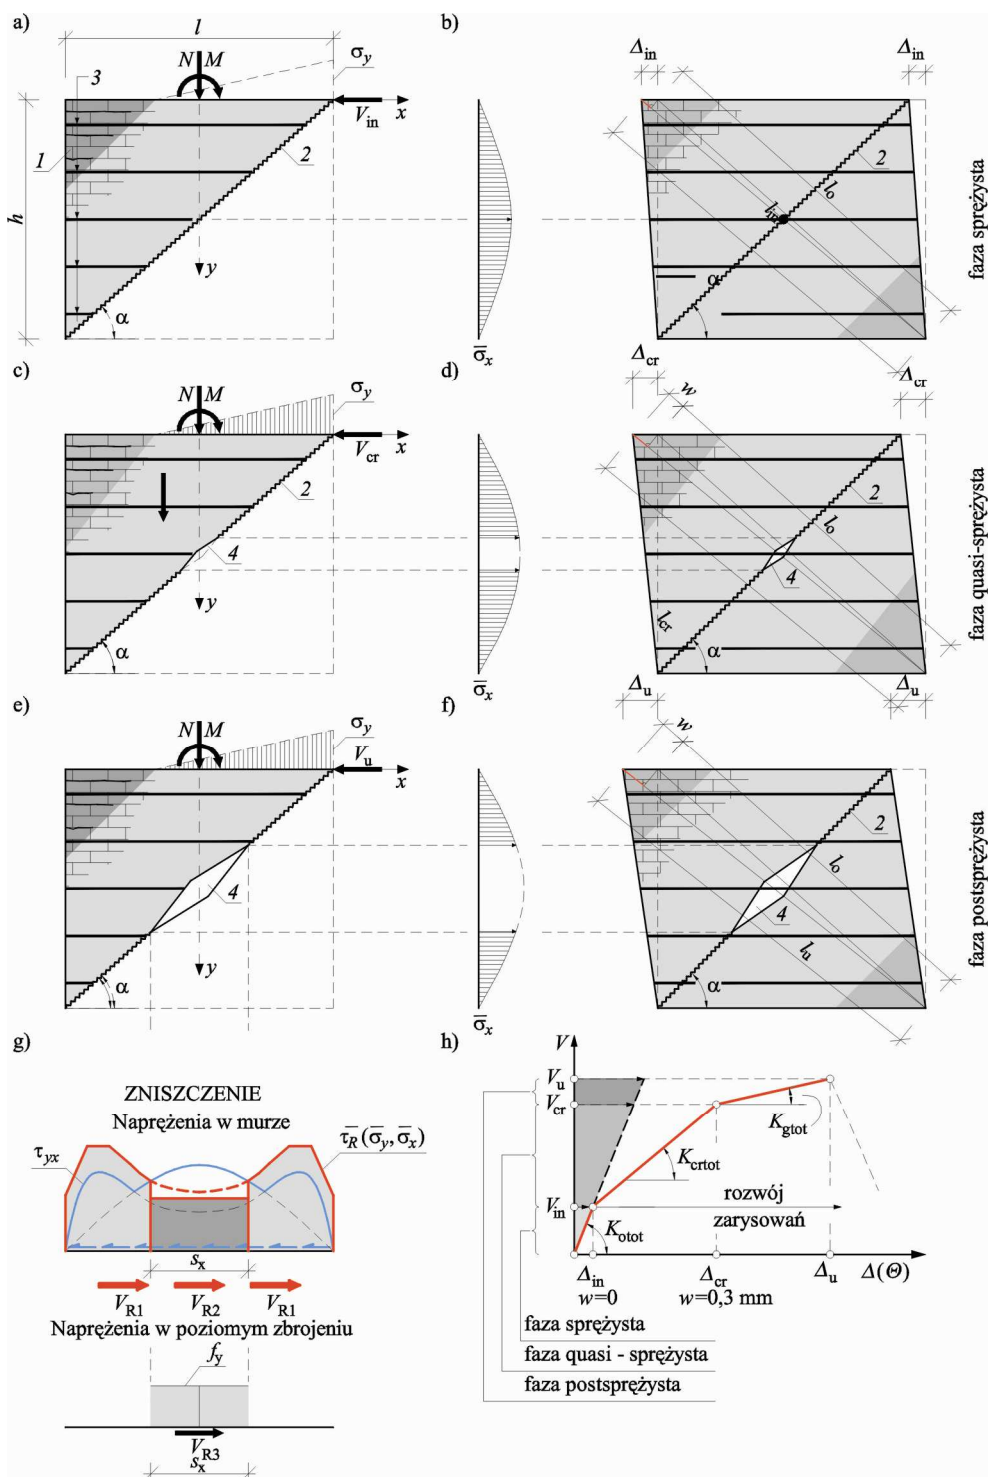 a)
l
N M
σy
Vin
x
3
1
2
h
y
α
b)
Δin
Δin
2
lo
lin
α
σ̅x
faza sprężysta
c)
N M
σy
Vcr
x
2
4
y
α
d)
Δcr
w
Δcr
2
lo
4
lcr
α
σ̅x
faza quasi-sprężysta
e)
N M
σy
Vu
x
4
y
α
f)
Δu
w
Δu
2
lo
4
lu
α
σ̅x
faza postsprężysta
g)
ZNISZCZENIE
Naprężenia w murze
τyx
τ̅R(σ̅y, σ̅x)
sx
VR1
VR2
VR1
Naprężenia w poziomym zbrojeniu
fy
VR3
sx
h)
V
Vu
Vcr
Vin
Kgtot
Kcrtot
rozwój
zarysowań
Kotot
Δin
Δcr
Δu
Δ(Θ)
w=0
w=0,3 mm
faza sprężysta
faza quasi - sprężysta
faza postsprężysta